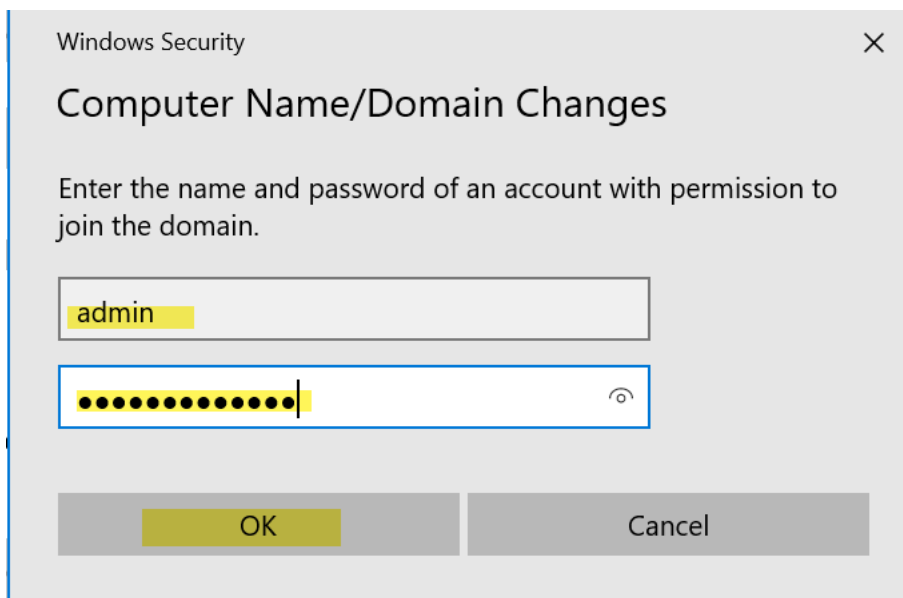 Windows Security
Computer Name/Domain Changes
Enter the name and password of an account with permission to
join the domain.
admin
●●●●●●●●●●●●●
OK
Cancel